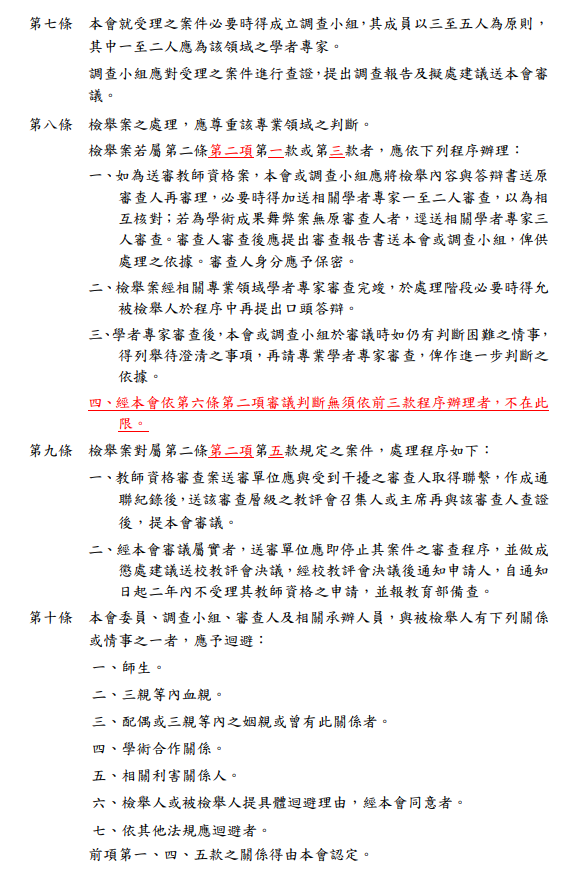 第七條 本會就受理之案件必要時得成立調查小組,其成員以三至五人為原則,
其中一至二人應為該領域之學者專家。
調查小組應對受理之案件進行查證,提出調查報告及擬處建議送本會審
議。
第八條 檢舉案之處理,應尊重該專業領域之判斷。
檢舉案若屬第二條第二項第一款或第三款者,應依下列程序辦理:
一、如為送審教師資格案,本會或調查小組應將檢舉內容與答辯書送原
審查人再審理,必要時得加送相關學者專家一至二人審查,以為相
互核對;若為學術成果舞弊案無原審查人者,逕送相關學者專家三
人審查。審查人審查後應提出審查報告書送本會或調查小組,俾供
處理之依據。審查人身分應予保密。
二、檢舉案經相關專業領域學者專家審查完竣,於處理階段必要時得允
被檢舉人於程序中再提出口頭答辯。
三、學者專家審查後,本會或調查小組於審議時如仍有判斷困難之情事,
得列舉待澄清之事項,再請專業學者專家審查,俾作進一步判斷之
依據。
四、經本會依第六條第二項審議判斷無須依前三款程序辦理者,不在此
限。
第九條 檢舉案對屬第二條第二項第五款規定之案件,處理程序如下:
一、教師資格審查案送審單位應與受到干擾之審查人取得聯繫,作成通
聯紀錄後,送該審查層級之教評會召集人或主席再與該審查人查證
後,提本會審議。
二、經本會審議屬實者,送審單位應即停止其案件之審查程序,並做成
懲處建議送校教評會決議,經校教評會決議後通知申請人,自通知
日起二年內不受理其教師資格之申請,並報教育部備查。
第十條 本會委員、調查小組、審查人及相關承辦人員,與被檢舉人有下列關係
或情事之一者,應予迴避:
一、師生。
二、三親等內血親。
三、配偶或三親等內之姻親或曾有此關係者。
四、學術合作關係。
五、相關利害關係人。
六、檢舉人或被檢舉人提具體迴避理由,經本會同意者。
七、依其他法規應迴避者。
前項第一、四、五款之關係得由本會認定。